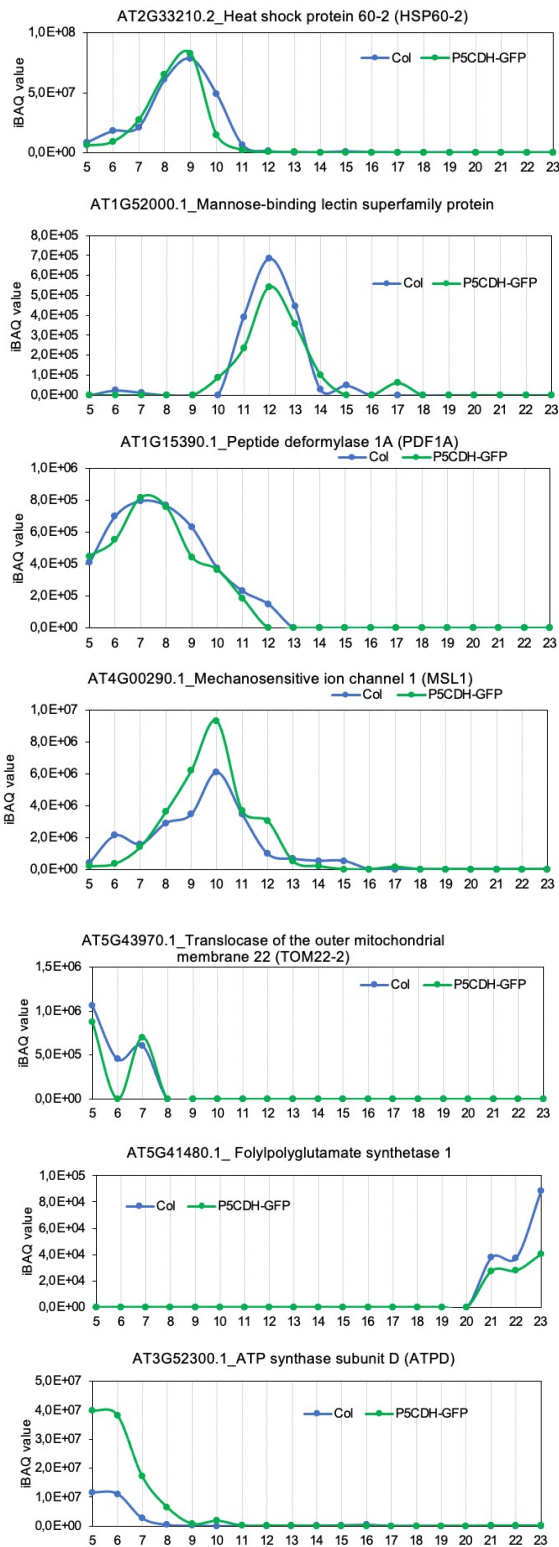 AT2G33210.2_Heat shock protein 60-2 (HSP60-2)
1,0E+08
5,0E+07
0,0E+00
iBAQ value
Col P5CDH-GFP
5 6 7 8 9 10 11 12 13 14 15 16 17 18 19 20 21 22 23
AT1G52000.1_Mannose-binding lectin superfamily protein
8,0E+05
7,0E+05
6,0E+05
5,0E+05
4,0E+05
3,0E+05
2,0E+05
1,0E+05
0,0E+00
iBAQ value
Col P5CDH-GFP
5 6 7 8 9 10 11 12 13 14 15 16 17 18 19 20 21 22 23
AT1G15390.1_Peptide deformylase 1A (PDF1A)
Col P5CDH-GFP
1,0E+06
8,0E+05
6,0E+05
4,0E+05
2,0E+05
0,0E+00
iBAQ value
5 6 7 8 9 10 11 12 13 14 15 16 17 18 19 20 21 22 23
AT4G00290.1_Mechanosensitive ion channel 1 (MSL1)
Col P5CDH-GFP
1,0E+07
8,0E+06
6,0E+06
4,0E+06
2,0E+06
0,0E+00
iBAQ value
5 6 7 8 9 10 11 12 13 14 15 16 17 18 19 20 21 22 23
AT5G43970.1_Translocase of the outer mitochondrial
membrane 22 (TOM22-2)
1,5E+06
1,0E+06
5,0E+05
0,0E+00
iBAQ value
Col P5CDH-GFP
5 6 7 8 9 10 11 12 13 14 15 16 17 18 19 20 21 22 23
AT5G41480.1_ Folylpolyglutamate synthetase 1
1,0E+05
8,0E+04
6,0E+04
4,0E+04
2,0E+04
0,0E+00
iBAQ value
Col P5CDH-GFP
5 6 7 8 9 10 11 12 13 14 15 16 17 18 19 20 21 22 23
AT3G52300.1_ATP synthase subunit D (ATPD)
5,0E+07
4,0E+07
3,0E+07
2,0E+07
1,0E+07
0,0E+00
iBAQ value
Col P5CDH-GFP
5 6 7 8 9 10 11 12 13 14 15 16 17 18 19 20 21 22 23